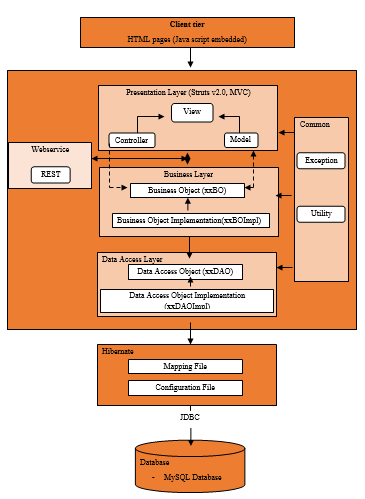 Client tier
HTML pages (Java script embedded)
Presentation Layer (Struts v2.0, MVC)
View
Controller
Model
Common
Exception
Utility
Webservice
REST
Business Layer
Business Object (xxBO)
Business Object Implementation(xxBOImpl)
Data Access Layer
Data Access Object (xxDAO)
Data Access Object Implementation
(xxDAOImpl)
Hibernate
Mapping File
Configuration File
JDBC
Database
- MySQL Database